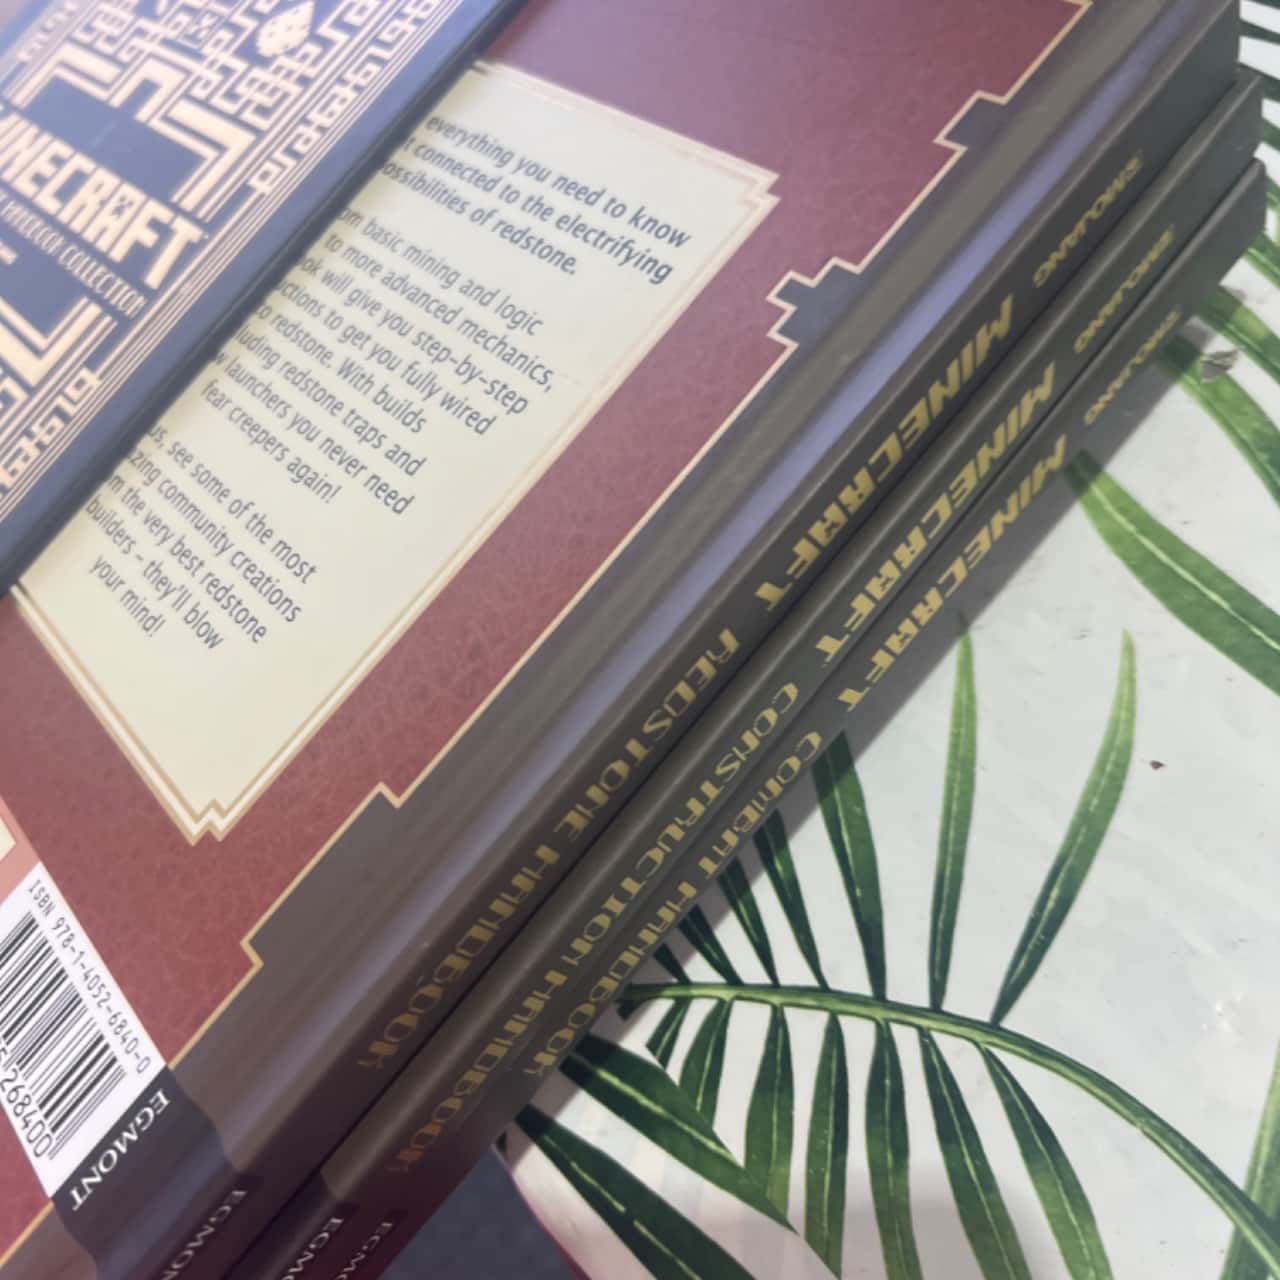 MINECRAFT
COLLECTION
everything you need to know
connected to the electrifying
possibilities of redstone.
basic mining and logic
to more advanced mechanics,
will give you step-by-step
to get you fully wired
to redstone. With builds
redstone traps and
launchers you never need
fear creepers again!
see some of the most
community creations
the very best redstone
builders – they'll blow
your mind!
ISBN 978-1-4052-6840-0
268400
EGMONT
MOJANG
MINECRAFT
REDSTONE HANDBOOK
EGMONT
MOJANG
MINECRAFT
CONSTRUCTION HANDBOOK
MOJANG
MINECRAFT
COMBAT HANDBOOK